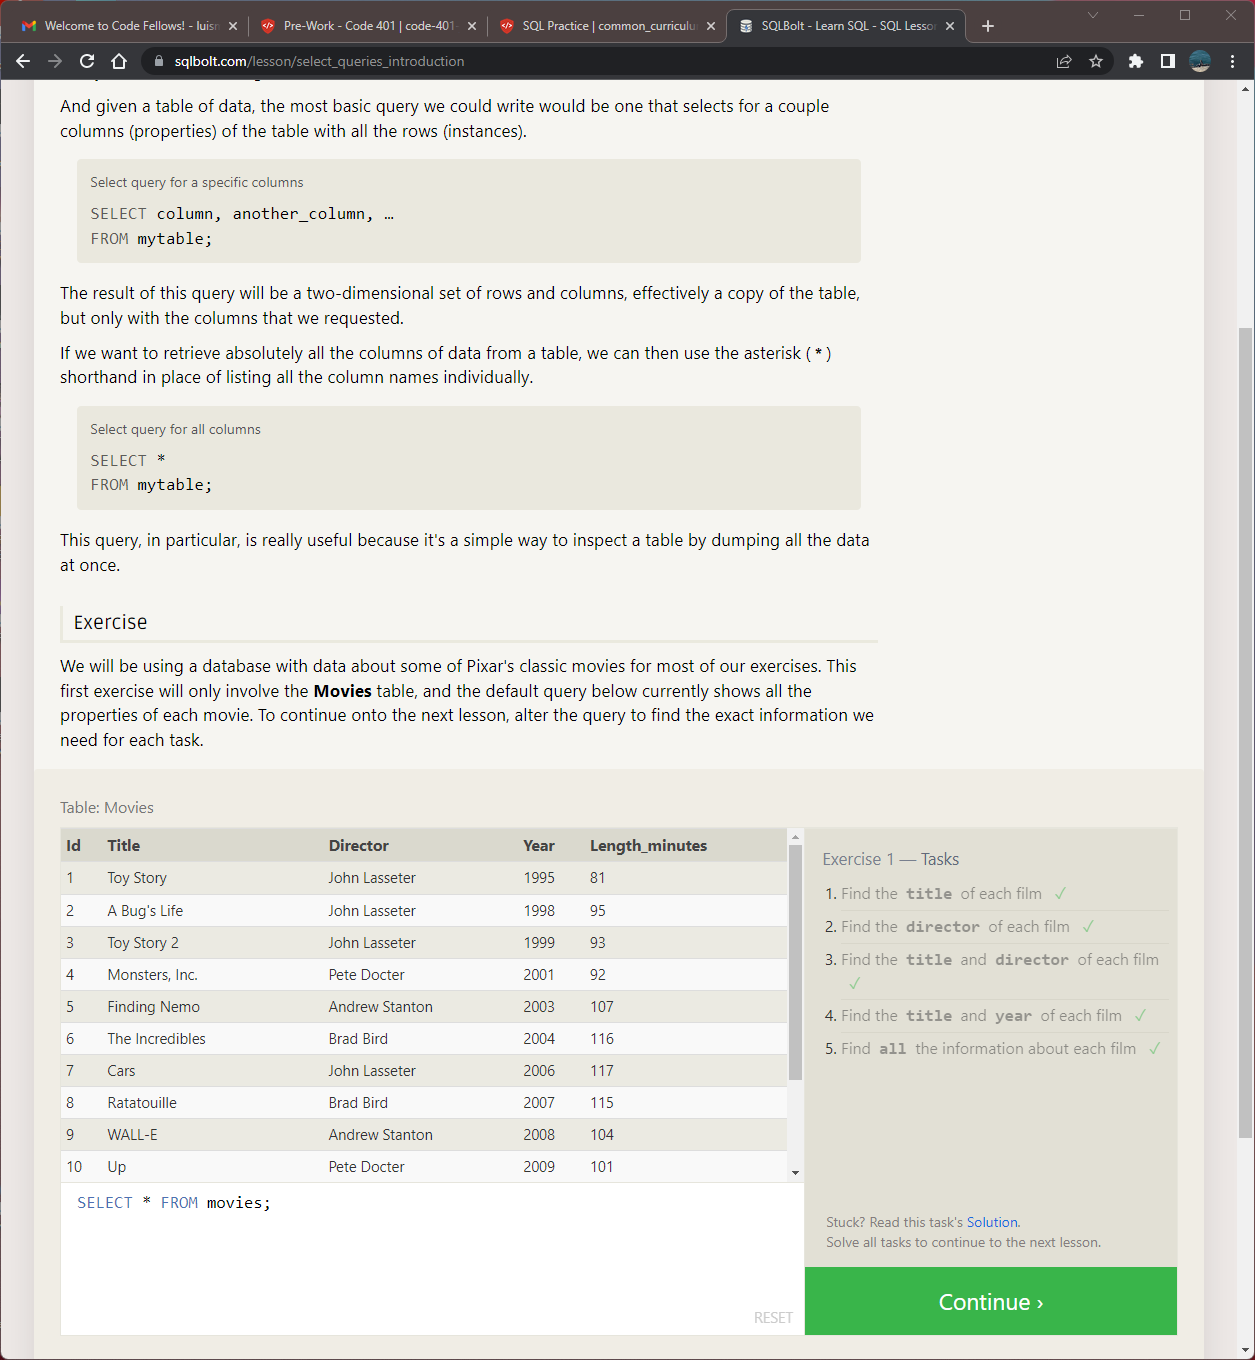 Welcome to Code Fellows! - luisn
Pre-Work - Code 401 | code-401-
SQL Practice | common_curriculu
SQLBolt - Learn SQL - SQL Lesson
sqlbolt.com/lesson/select_queries_introduction
And given a table of data, the most basic query we could write would be one that selects for a couple
columns (properties) of the table with all the rows (instances).
Select query for a specific columns
SELECT column, another_column, …
FROM mytable;
The result of this query will be a two-dimensional set of rows and columns, effectively a copy of the table,
but only with the columns that we requested.
If we want to retrieve absolutely all the columns of data from a table, we can then use the asterisk (*)
shorthand in place of listing all the column names individually.
Select query for all columns
SELECT *
FROM mytable;
This query, in particular, is really useful because it's a simple way to inspect a table by dumping all the data
at once.
Exercise
We will be using a database with data about some of Pixar's classic movies for most of our exercises. This
first exercise will only involve the Movies table, and the default query below currently shows all the
properties of each movie. To continue onto the next lesson, alter the query to find the exact information we
need for each task.
Table: Movies
Id Title Director Year Length_minutes
1 Toy Story John Lasseter 1995 81
2 A Bug's Life John Lasseter 1998 95
3 Toy Story 2 John Lasseter 1999 93
4 Monsters, Inc. Pete Docter 2001 92
5 Finding Nemo Andrew Stanton 2003 107
6 The Incredibles Brad Bird 2004 116
7 Cars John Lasseter 2006 117
8 Ratatouille Brad Bird 2007 115
9 WALL-E Andrew Stanton 2008 104
10 Up Pete Docter 2009 101
SELECT * FROM movies;
RESET
Exercise 1 — Tasks
1. Find the title of each film ✓
2. Find the director of each film ✓
3. Find the title and director of each film
✓
4. Find the title and year of each film ✓
5. Find all the information about each film ✓
Stuck? Read this task's Solution.
Solve all tasks to continue to the next lesson.
Continue ›